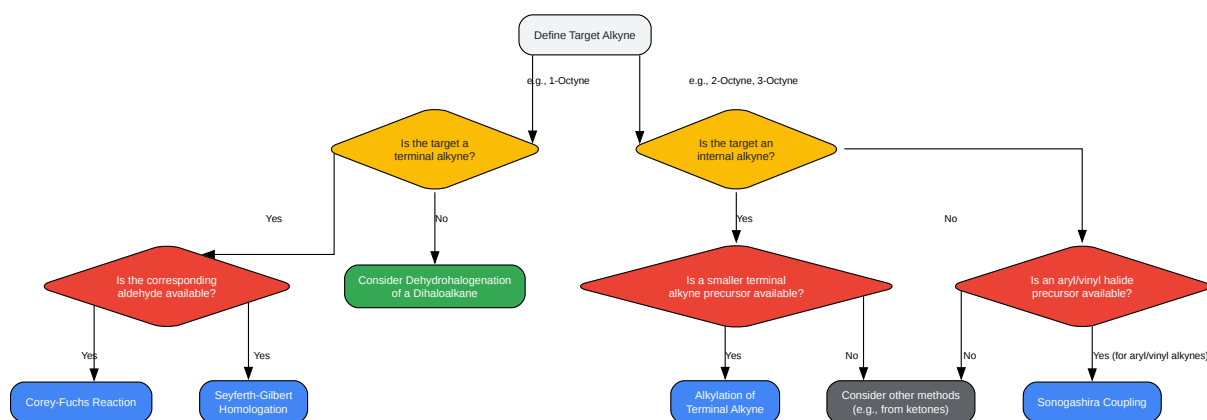 Define Target Alkyne
e.g., 1-Octyne
e.g., 2-Octyne, 3-Octyne
Is the target a
terminal alkyne?
Is the target an
internal alkyne?
Yes
No
Yes
No
Is the corresponding
aldehyde available?
Consider Dehydrohalogenation
of a Dihaloalkane
Is a smaller terminal
alkyne precursor available?
Is an aryl/vinyl halide
precursor available?
Yes
Yes
Yes
No
No
Yes (for aryl/vinyl alkynes)
Corey-Fuchs Reaction
Seyferth-Gilbert
Homologation
Alkylation of
Terminal Alkyne
Consider other methods
(e.g., from ketones)
Sonogashira Coupling